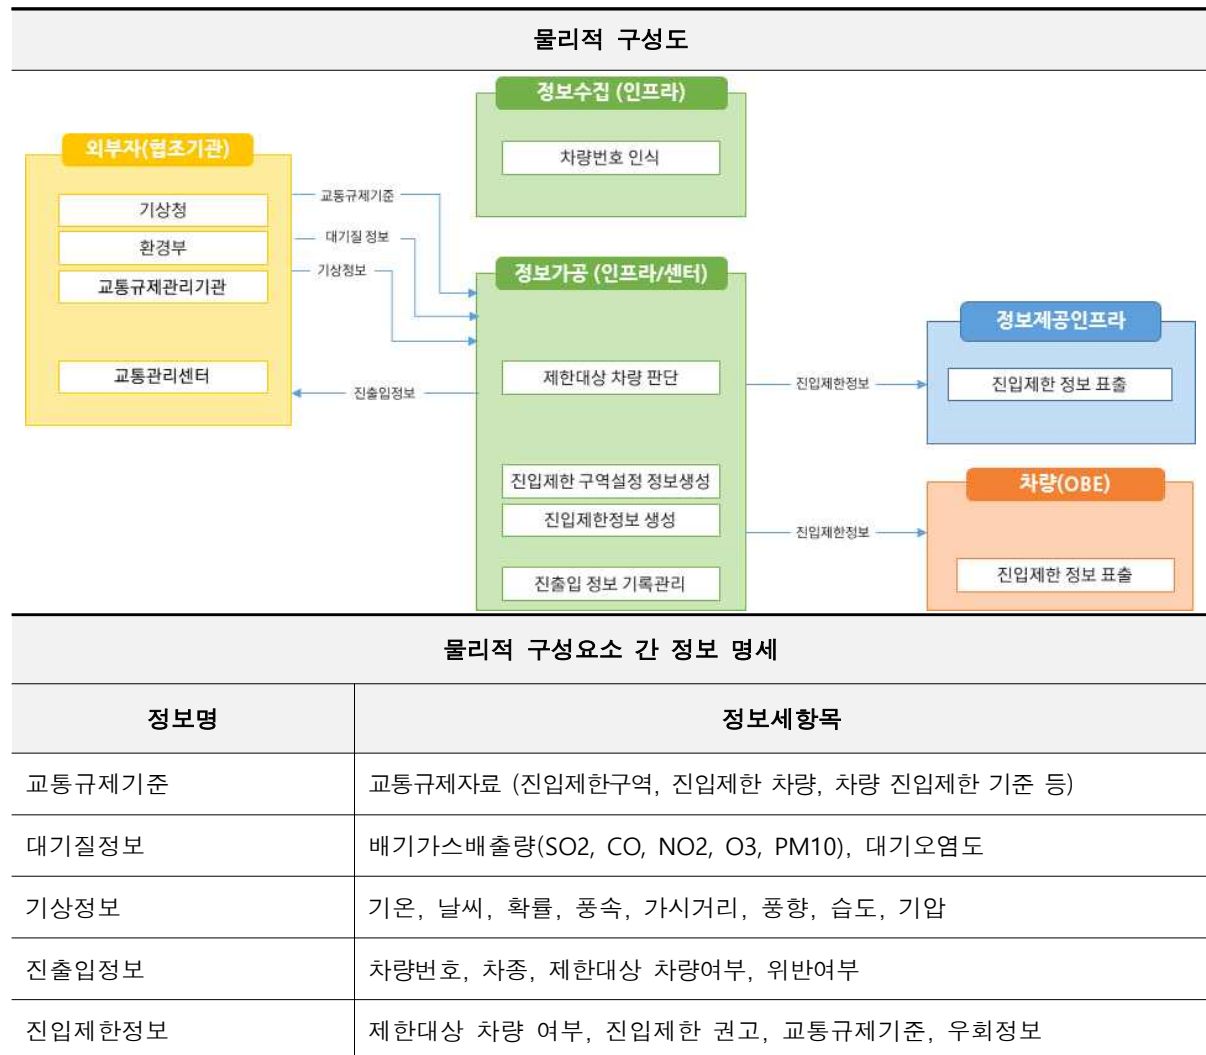 물리적 구성도
정보수집 (인프라)
차량번호 인식
외부자(협조기관)
기상청
환경부
교통규제관리기관
교통관리센터
교통규제기준
대기질 정보
기상정보
진출입정보
정보가공 (인프라/센터)
제한대상 차량 판단
진입제한 구역설정 정보생성
진입제한정보 생성
진출입 정보 기록관리
진입제한정보
정보제공인프라
진입제한 정보 표출
진입제한정보
차량(OBE)
진입제한 정보 표출
물리적 구성요소 간 정보 명세
정보명 정보세항목
교통규제기준 교통규제자료 (진입제한구역, 진입제한 차량, 차량 진입제한 기준 등)
대기질정보 배기가스배출량(SO2, CO, NO2, O3, PM10), 대기오염도
기상정보 기온, 날씨, 확률, 풍속, 가시거리, 풍향, 습도, 기압
진출입정보 차량번호, 차종, 제한대상 차량여부, 위반여부
진입제한정보 제한대상 차량 여부, 진입제한 권고, 교통규제기준, 우회정보